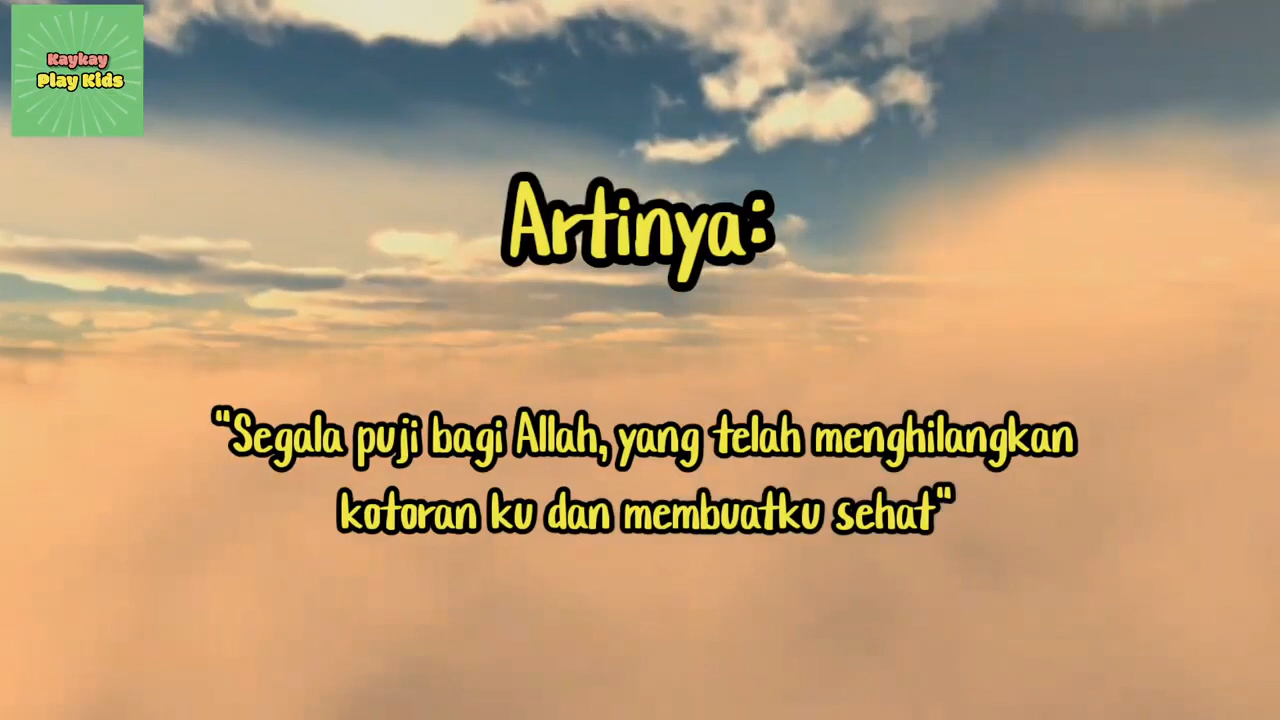 Kaykay
Play Kids
Artinya:
"Segala puji bagi Allah, yang telah menghilangkan
kotoran ku dan membuatku sehat"